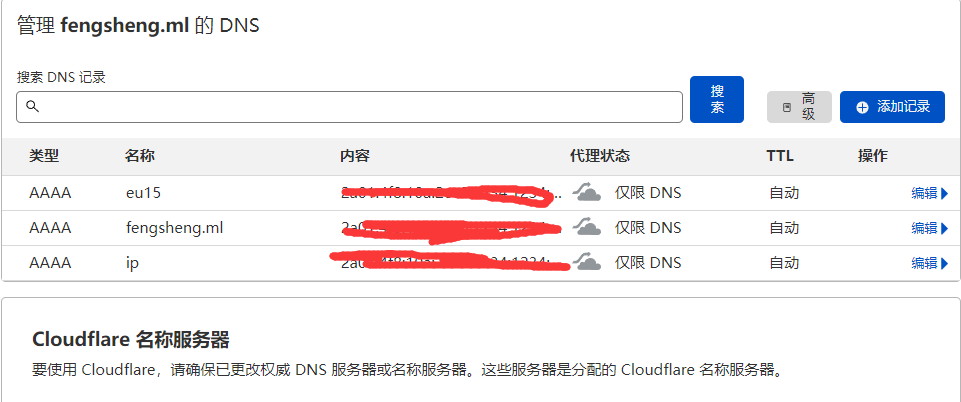 管理 fengsheng.ml 的 DNS
搜索 DNS 记录
搜索
高级
添加记录
类型 名称 内容 代理状态 TTL 操作
AAAA eu15 仅限 DNS 自动 编辑
AAAA fengsheng.ml 仅限 DNS 自动 编辑
AAAA ip 仅限 DNS 自动 编辑
Cloudflare 名称服务器
要使用 Cloudflare，请确保已更改权威 DNS 服务器或名称服务器。这些服务器是分配的 Cloudflare 名称服务器。